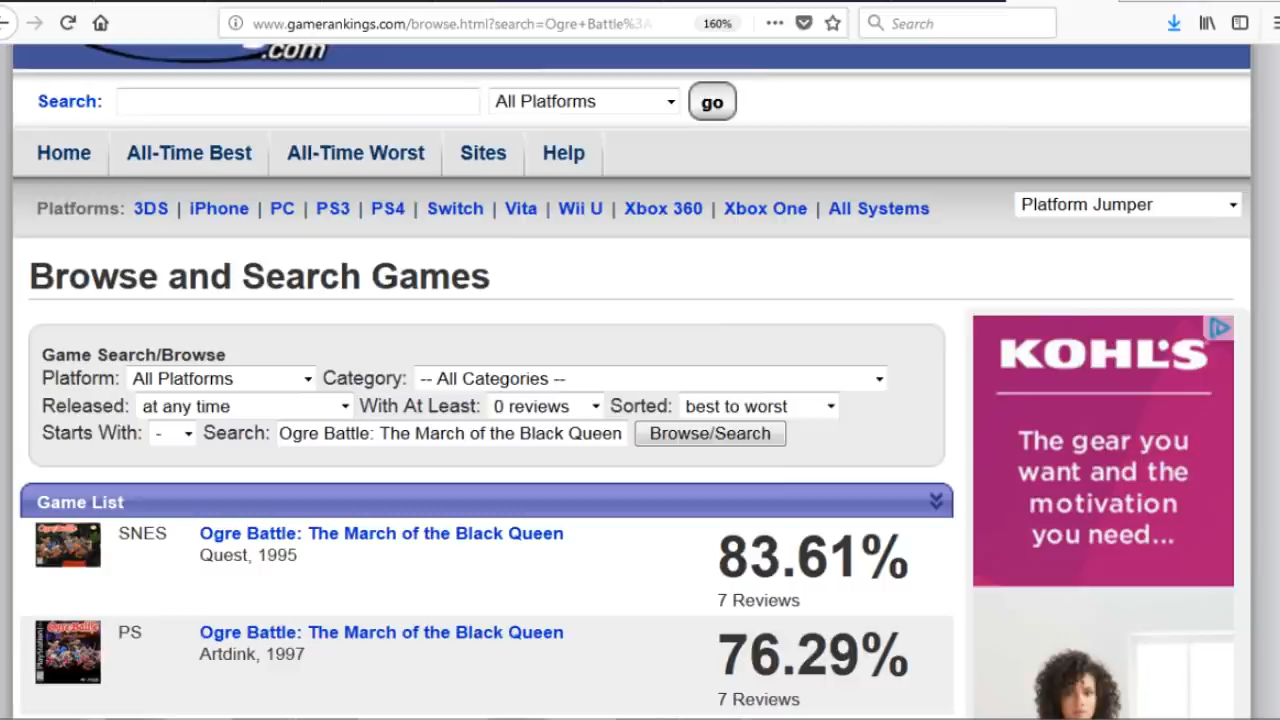 www.gamerankings.com/browse.html?search=Ogre+Battle%3A
160%
Search
.com
Search:
All Platforms
go
Home
All-Time Best
All-Time Worst
Sites
Help
Platforms: 3DS | iPhone | PC | PS3 | PS4 | Switch | Vita | Wii U | Xbox 360 | Xbox One | All Systems
Platform Jumper
Browse and Search Games
Game Search/Browse
Platform: All Platforms Category: -- All Categories --
Released: at any time With At Least: 0 reviews Sorted: best to worst
Starts With: - Search: Ogre Battle: The March of the Black Queen Browse/Search
Game List
SNES Ogre Battle: The March of the Black Queen
Quest, 1995
83.61%
7 Reviews
PS Ogre Battle: The March of the Black Queen
Artdink, 1997
76.29%
7 Reviews
KOHL'S
The gear you
want and the
motivation
you need...